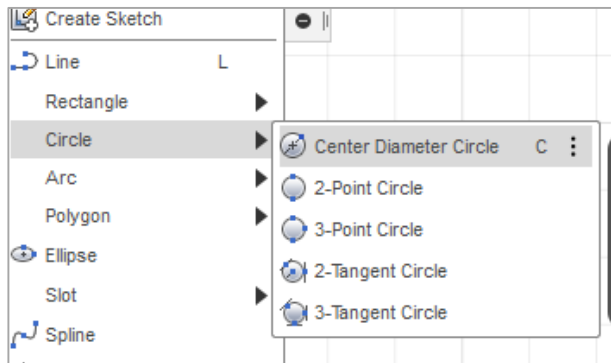 Create Sketch
Line L
Rectangle
Circle
Arc
Polygon
Ellipse
Slot
Spline
Center Diameter Circle C
2-Point Circle
3-Point Circle
2-Tangent Circle
3-Tangent Circle